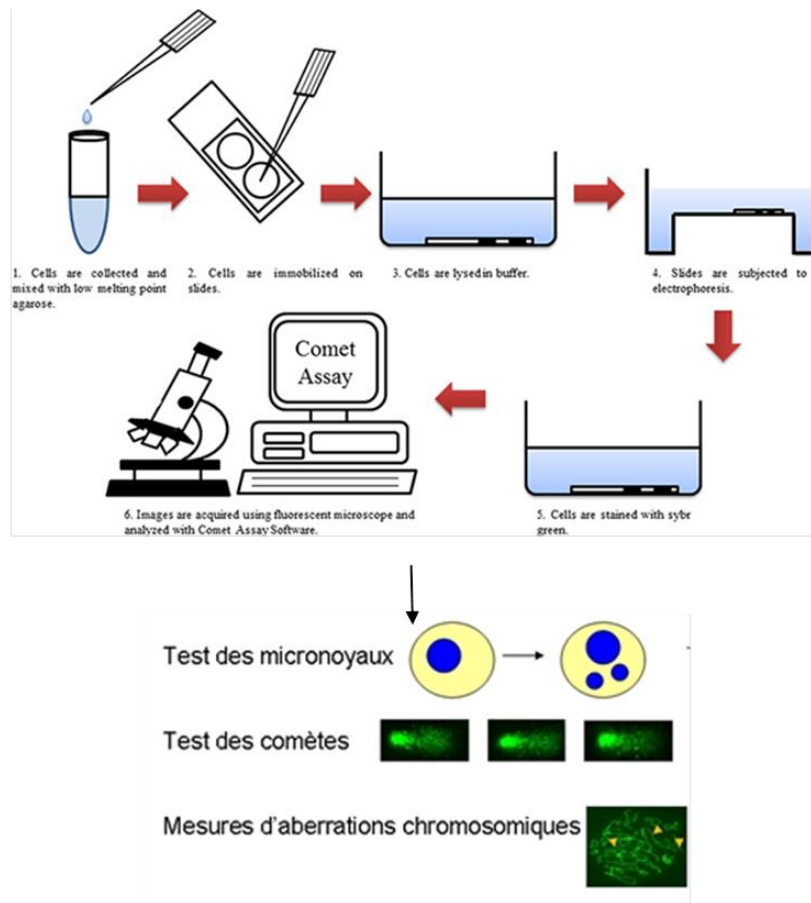 1. Cells are collected and
mixed with low melting point
agarose.
2. Cells are immobilized on
slides.
3. Cells are lysedin buffer.
4. Slides are subjected to
electrophoresis.
Comet
Assay
6. Images are acquired using fluorescent microscope and
analyzed with Comet Assay Software.
5. Cells are stained with sybr
green.
Test des micronoyaux
Test des comètes
Mesures d'aberrations chromosomiques